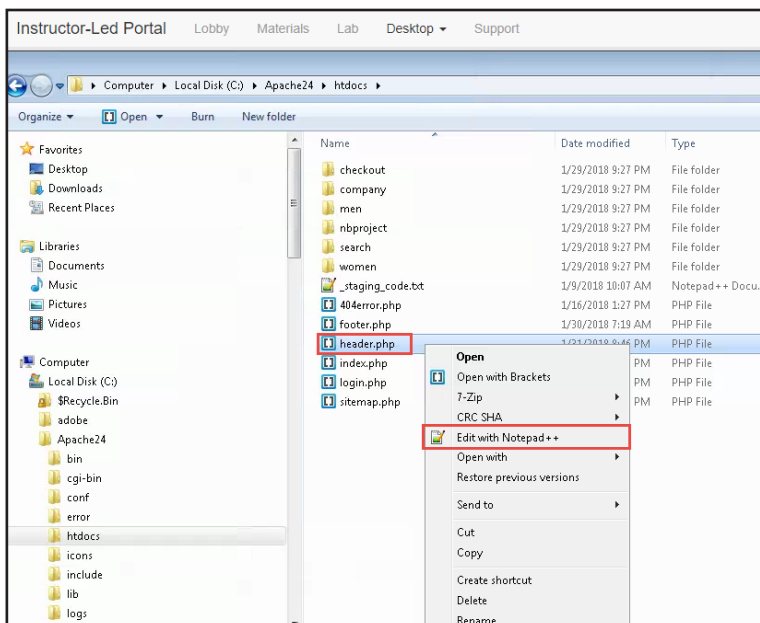 Instructor-Led Portal Lobby Materials Lab Desktop Support
Computer Local Disk (C:) Apache24 htdocs
Organize Open Burn New folder
Favorites
Desktop
Downloads
Recent Places
Libraries
Documents
Music
Pictures
Videos
Computer
Local Disk (C:)
$Recycle.Bin
adobe
Apache24
bin
cgi-bin
conf
error
htdocs
icons
include
lib
logs
Name Date modified Type
checkout 1/29/2018 9:27 PM File folder
company 1/29/2018 9:27 PM File folder
men 1/29/2018 9:27 PM File folder
nbproject 1/29/2018 9:27 PM File folder
search 1/29/2018 9:27 PM File folder
women 1/29/2018 9:27 PM File folder
_staging_code.txt 1/9/2018 10:07 AM Notepad++ Docu.
404error.php 1/16/2018 1:27 PM PHP File
footer.php 1/30/2018 7:19 AM PHP File
header.php 1/31/2018 8:46 PM PHP File
index.php PM PHP File
login.php PM PHP File
sitemap.php PM PHP File
Open
Open with Brackets
7-Zip
CRC SHA
Edit with Notepad++
Open with
Restore previous versions
Send to
Cut
Copy
Create shortcut
Delete
Rename